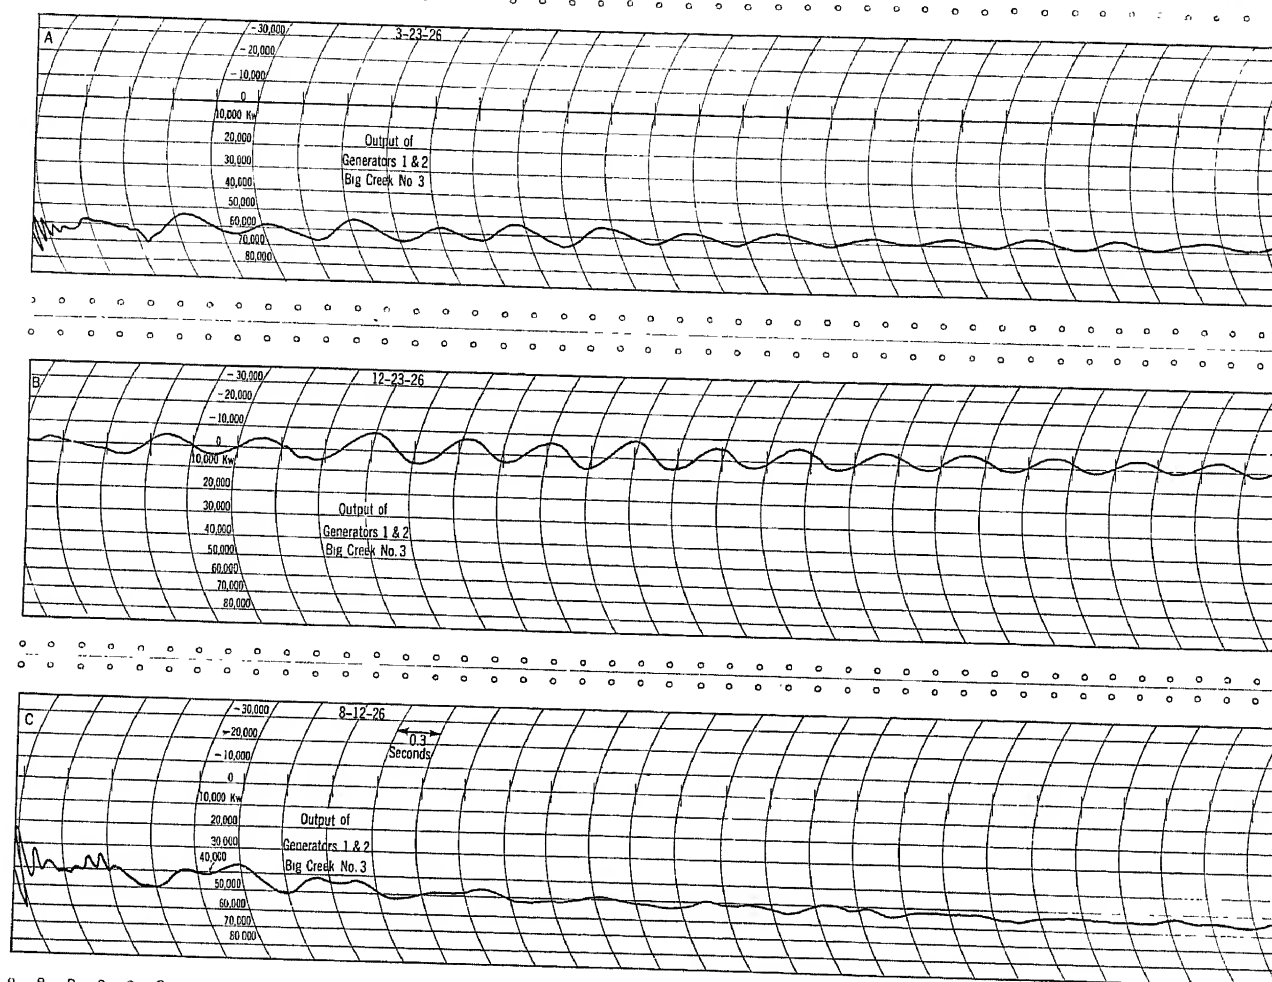 A
3-23-26
-30,000
-20,000
-10,000
0
10,000 Kw
20,000
30,000
40,000
50,000
60,000
70,000
80,000
Output of
Generators 1 & 2
Big Creek No 3
B
12-23-26
-30,000
-20,000
-10,000
0
10,000 Kw
20,000
30,000
40,000
50,000
60,000
70,000
80,000
Output of
Generators 1 & 2
Big Creek No. 3
C
8-12-26
-30,000
-20,000
-10,000
0
10,000 Kw
20,000
30,000
40,000
50,000
60,000
70,000
80 000
0.3
Seconds
Output of
Generators 1 & 2
Big Creek No. 3